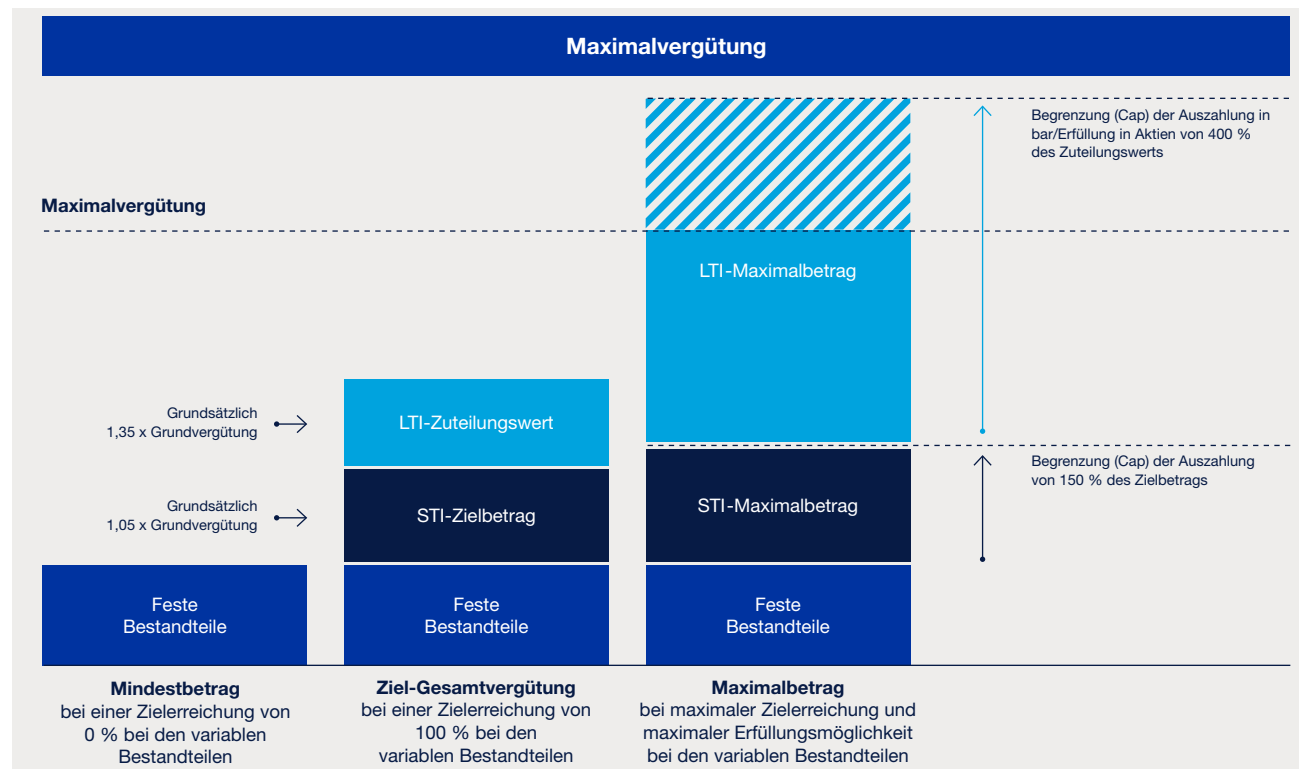 Maximalvergütung
Begrenzung (Cap) der Auszahlung in
bar/Erfüllung in Aktien von 400 %
des Zuteilungswerts
Maximalvergütung
LTI-Maximalbetrag
Grundsätzlich
1,35 x Grundvergütung
LTI-Zuteilungswert
Begrenzung (Cap) der Auszahlung
von 150 % des Zielbetrags
Grundsätzlich
1,05 x Grundvergütung
STI-Zielbetrag
STI-Maximalbetrag
Feste
Bestandteile
Feste
Bestandteile
Feste
Bestandteile
Mindestbetrag
bei einer Zielerreichung von
0 % bei den variablen
Bestandteilen
Ziel-Gesamtvergütung
bei einer Zielerreichung von
100 % bei den
variablen Bestandteilen
Maximalbetrag
bei maximaler Zielerreichung und
maximaler Erfüllungsmöglichkeit
bei den variablen Bestandteilen